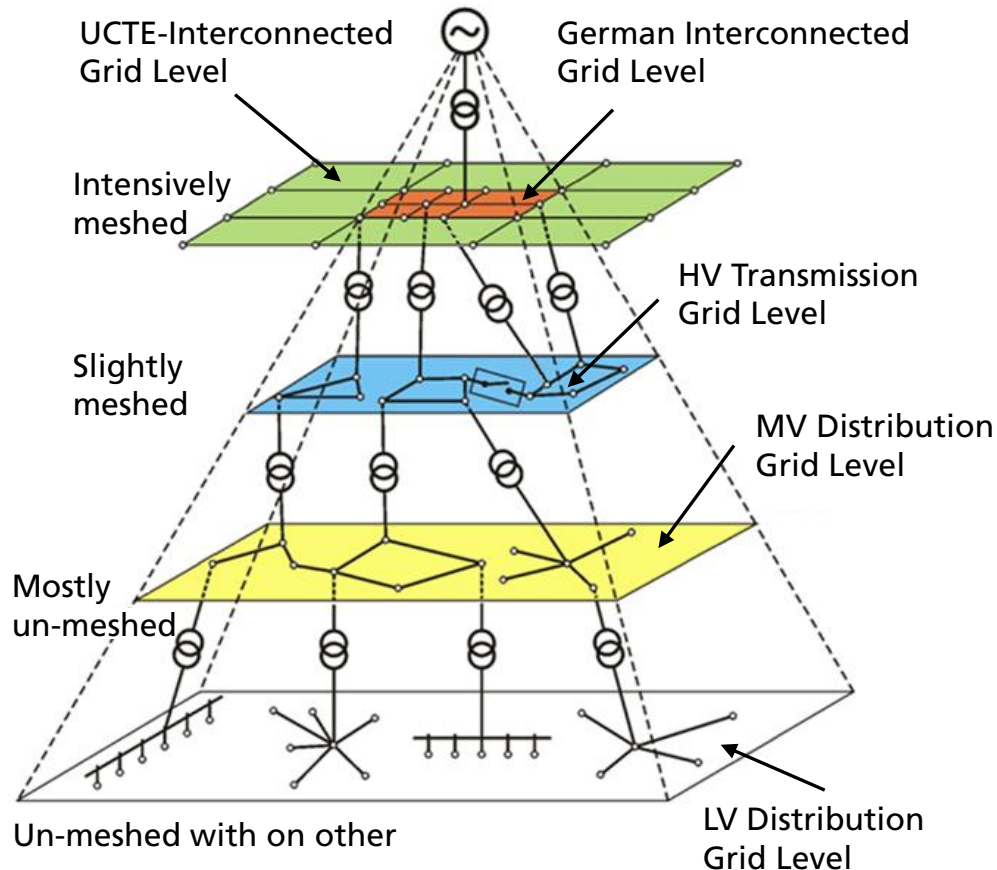 UCTE-Interconnected
Grid Level
German Interconnected
Grid Level
Intensively
meshed
HV Transmission
Grid Level
Slightly
meshed
MV Distribution
Grid Level
Mostly
un-meshed
LV Distribution
Grid Level
Un-meshed with on other